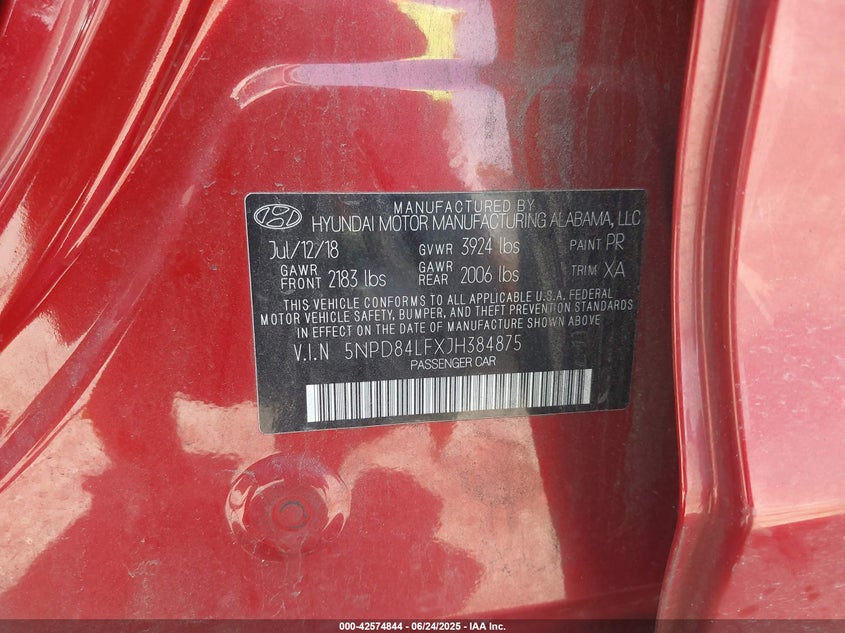 MANUFACTURED BY
HYUNDAI MOTOR MANUFACTURING ALABAMA, LLC
Jul/12/18 GVWR 3924 lbs PAINT PR
GAWR FRONT 2183 lbs GAWR REAR 2006 lbs TRIM XA
THIS VEHICLE CONFORMS TO ALL APPLICABLE U.S.A. FEDERAL
MOTOR VEHICLE SAFETY, BUMPER, AND THEFT PREVENTION STANDARDS
IN EFFECT ON THE DATE OF MANUFACTURE SHOWN ABOVE
V.I.N 5NPD84LFXJH384875
PASSENGER CAR
000-42574844 - 06/24/2025 - IAA Inc.